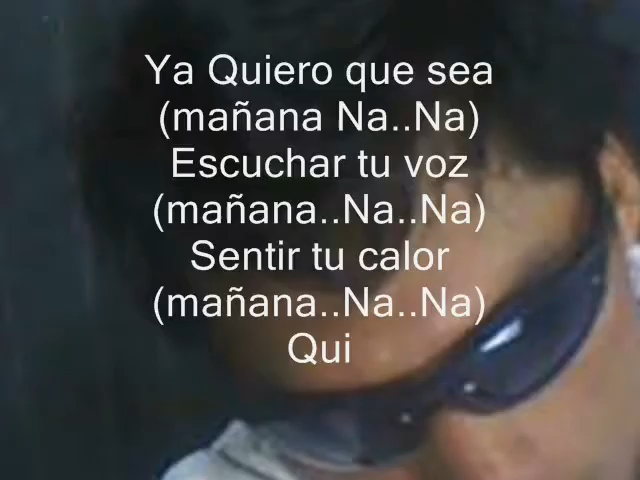 Ya Quiero que sea
(mañana Na..Na)
Escuchar tu voz
(mañana..Na..Na)
Sentir tu calor
(mañana..Na..Na)
Qui